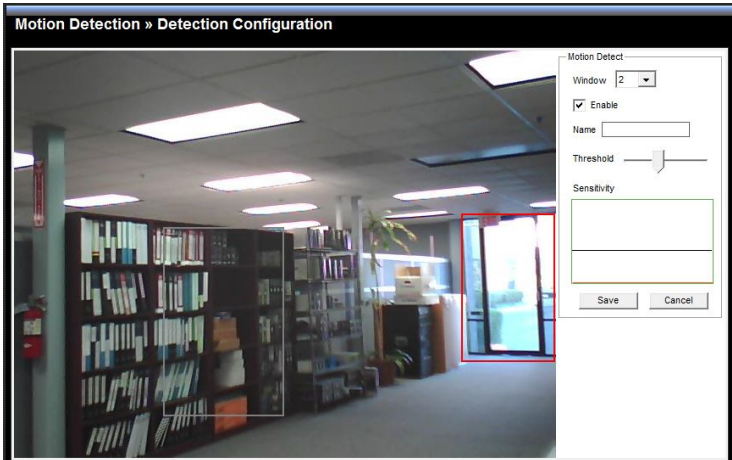 Motion Detection » Detection Configuration
Motion Detect
Window 2
Enable
Name
Threshold
Sensitivity
Save Cancel